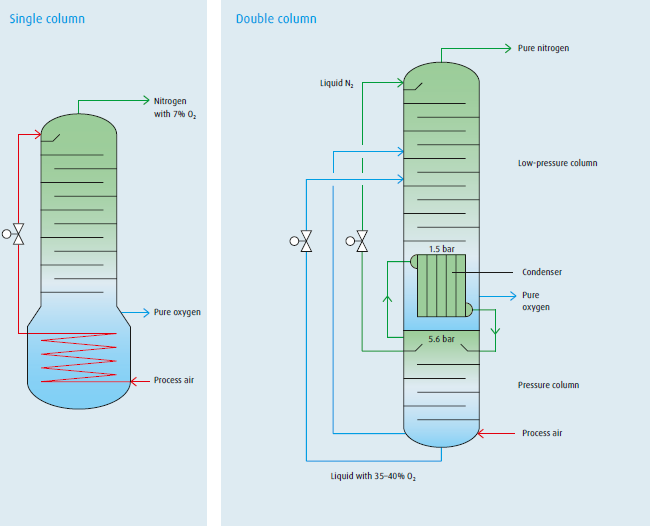 Single column
Nitrogen
with 7% O₂
Pure oxygen
Process air
Double column
Pure nitrogen
Liquid N₂
Low-pressure column
1.5 bar
Condenser
Pure
oxygen
5.6 bar
Pressure column
Process air
Liquid with 35–40% O₂